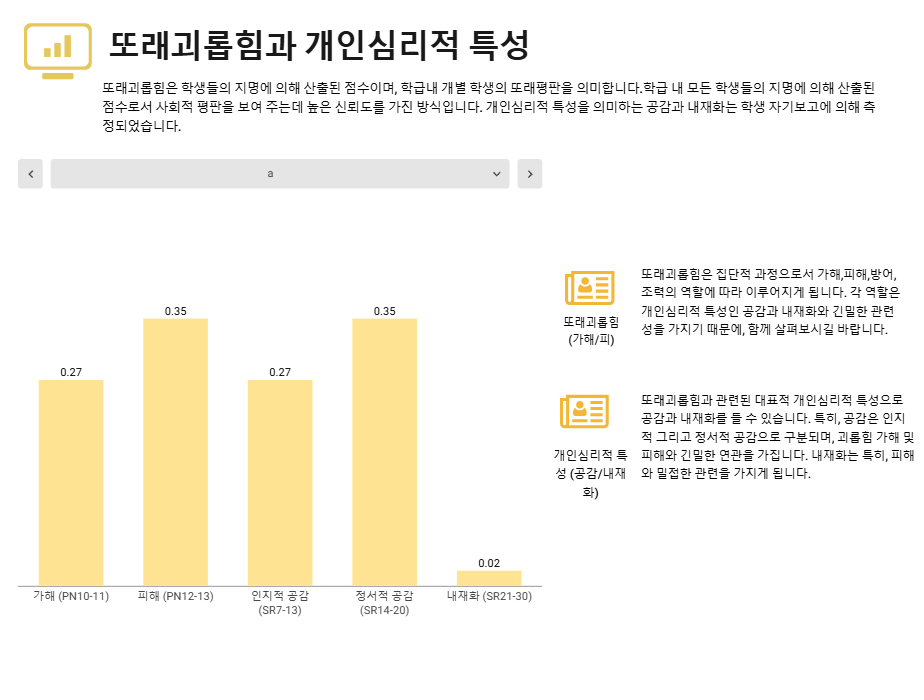 또래괴롭힘과 개인심리적 특성
또래괴롭힘은 학생들의 지명에 의해 산출된 점수이며, 학급내 개별 학생의 또래평판을 의미합니다.학급 내 모든 학생들의 지명에 의해 산출된
점수로서 사회적 평판을 보여 주는데 높은 신뢰도를 가진 방식입니다. 개인심리적 특성을 의미하는 공감과 내재화는 학생 자기보고에 의해 측
정되었습니다.
a
또래괴롭힘
(가해/피)
또래괴롭힘은 집단적 과정으로서 가해,피해,방어,
조력의 역할에 따라 이루어지게 됩니다. 각 역할은
개인심리적 특성인 공감과 내재화와 긴밀한 관련
성을 가지기 때문에, 함께 살펴보시길 바랍니다.
개인심리적 특
성 (공감/내재
화)
또래괴롭힘과 관련된 대표적 개인심리적 특성으로
공감과 내재화를 들 수 있습니다. 특히, 공감은 인지
적 그리고 정서적 공감으로 구분되며, 괴롭힘 가해 및
피해와 긴밀한 연관을 가집니다. 내재화는 특히, 피해
와 밀접한 관련을 가지게 됩니다.
0.27
0.35
0.27
0.35
0.02
가해 (PN10-11)
피해 (PN12-13)
인지적 공감
(SR7-13)
정서적 공감
(SR14-20)
내재화 (SR21-30)